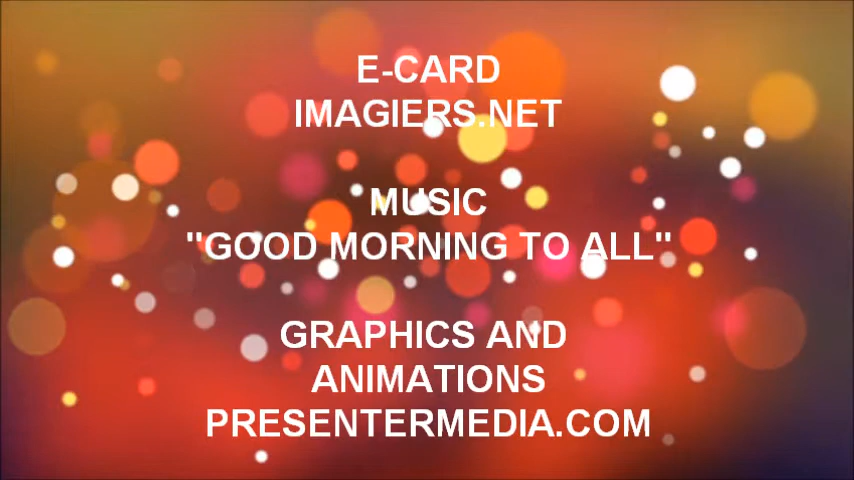 E-CARD
IMAGIERS.NET
MUSIC
"GOOD MORNING TO ALL"
GRAPHICS AND
ANIMATIONS
PRESENTERMEDIA.COM